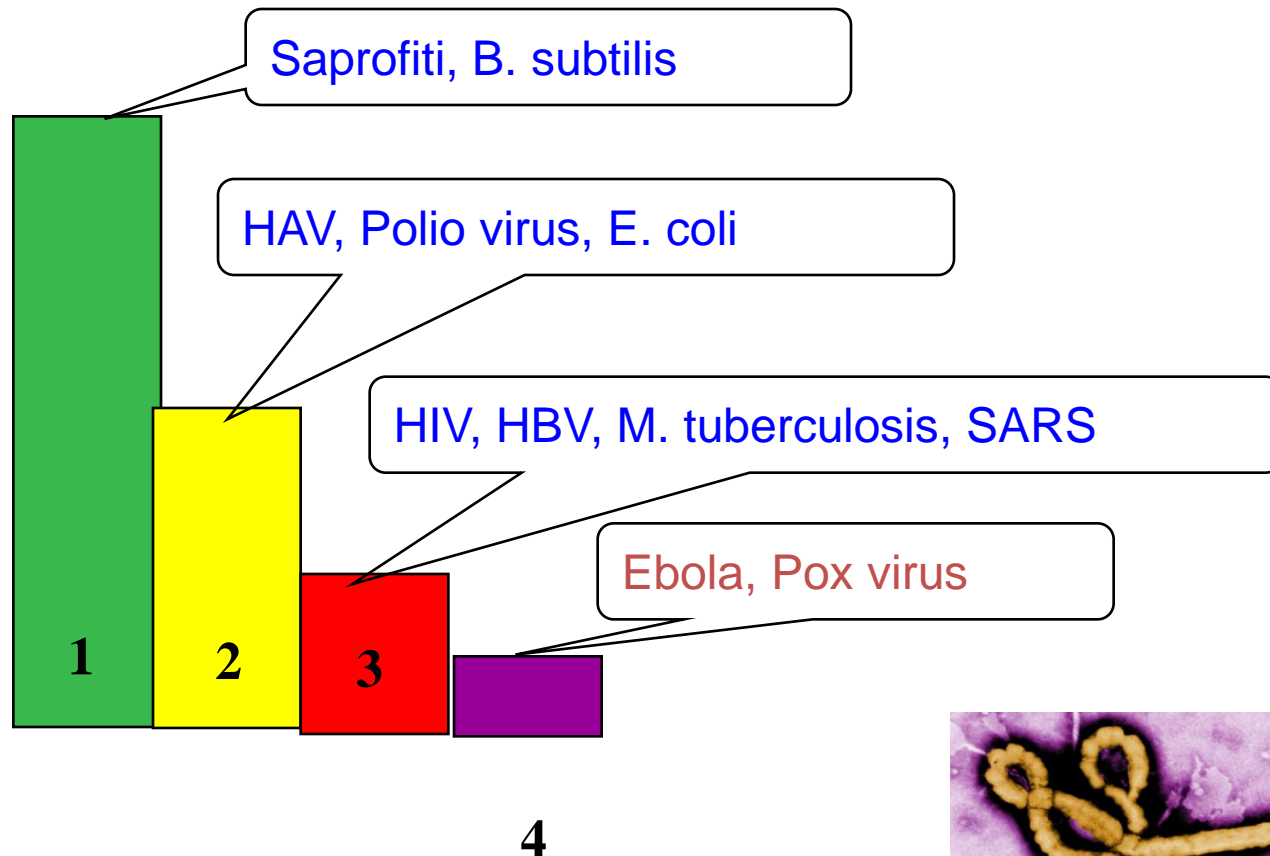 Saprofiti, B. subtilis
HAV, Polio virus, E. coli
HIV, HBV, M. tuberculosis, SARS
Ebola, Pox virus
1
2
3
4